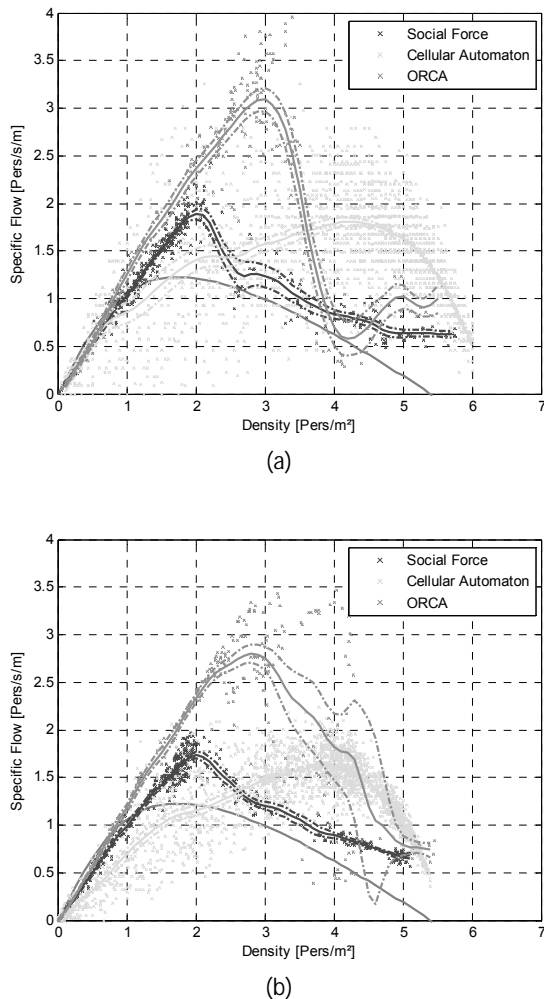 4
3.5
3
2.5
2
1.5
1
0.5
0
Specific Flow [Pers/s/m]
Social Force
Cellular Automaton
ORCA
0 1 2 3 4 5 6 7
Density [Pers/m²]
(a)
4
3.5
3
2.5
2
1.5
1
0.5
0
Specific Flow [Pers/s/m]
Social Force
Cellular Automaton
ORCA
0 1 2 3 4 5 6 7
Density [Pers/m²]
(b)